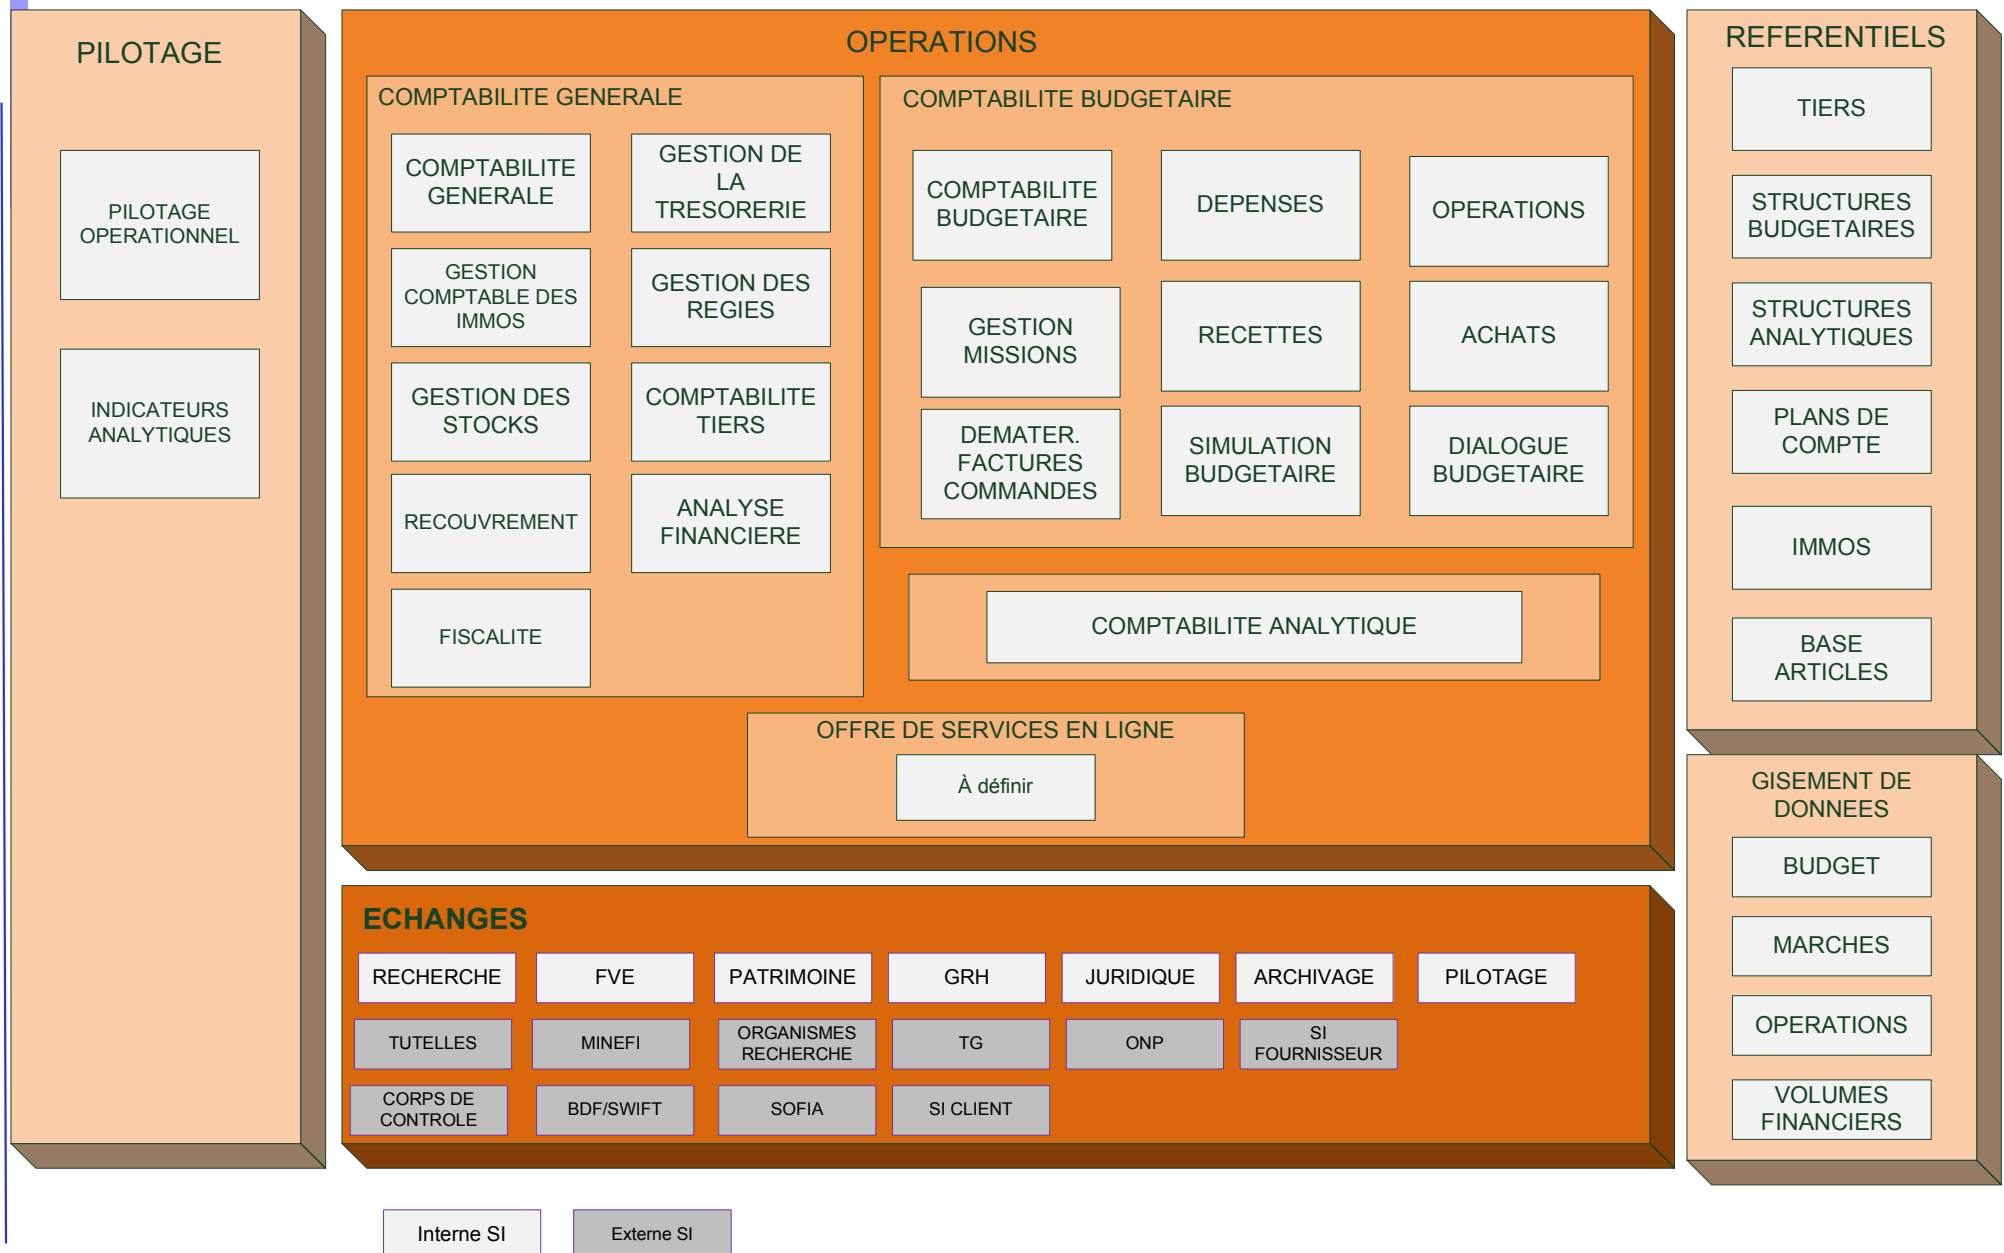 PILOTAGE
PILOTAGE
OPERATIONNEL
INDICATEURS
ANALYTIQUES
OPERATIONS
COMPTABILITE GENERALE
COMPTABILITE
GENERALE
GESTION DE
LA
TRESORERIE
GESTION
COMPTABLE DES
IMMOS
GESTION DES
REGIES
GESTION DES
STOCKS
COMPTABILITE
TIERS
RECOUVREMENT
ANALYSE
FINANCIERE
FISCALITE
COMPTABILITE BUDGETAIRE
COMPTABILITE
BUDGETAIRE
DEPENSES
OPERATIONS
GESTION
MISSIONS
RECETTES
ACHATS
DEMATER.
FACTURES
COMMANDES
SIMULATION
BUDGETAIRE
DIALOGUE
BUDGETAIRE
COMPTABILITE ANALYTIQUE
OFFRE DE SERVICES EN LIGNE
À définir
REFERENTIELS
TIERS
STRUCTURES
BUDGETAIRES
STRUCTURES
ANALYTIQUES
PLANS DE
COMPTE
IMMOS
BASE
ARTICLES
GISEMENT DE
DONNEES
BUDGET
MARCHES
OPERATIONS
VOLUMES
FINANCIERS
ECHANGES
RECHERCHE
FVE
PATRIMOINE
GRH
JURIDIQUE
ARCHIVAGE
PILOTAGE
TUTELLES
MINEFI
ORGANISMES
RECHERCHE
TG
ONP
SI
FOURNISSEUR
CORPS DE
CONTROLE
BDF/SWIFT
SOFIA
SI CLIENT
Interne SI
Externe SI